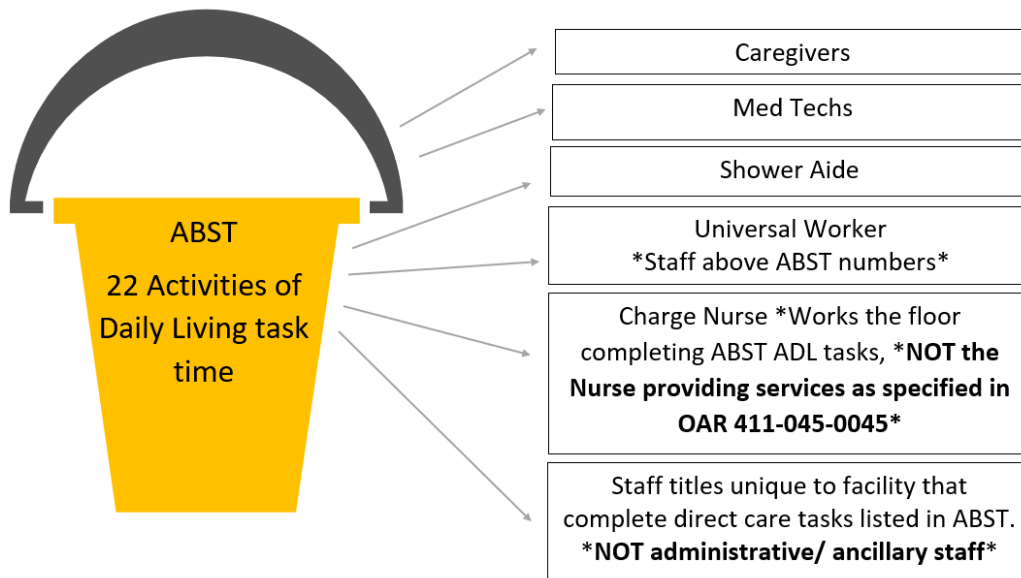 ABST
22 Activities of
Daily Living task
time
Caregivers
Med Techs
Shower Aide
Universal Worker
*Staff above ABST numbers*
Charge Nurse *Works the floor
completing ABST ADL tasks, *NOT the
Nurse providing services as specified in
OAR 411-045-0045*
Staff titles unique to facility that
complete direct care tasks listed in ABST.
*NOT administrative/ ancillary staff*